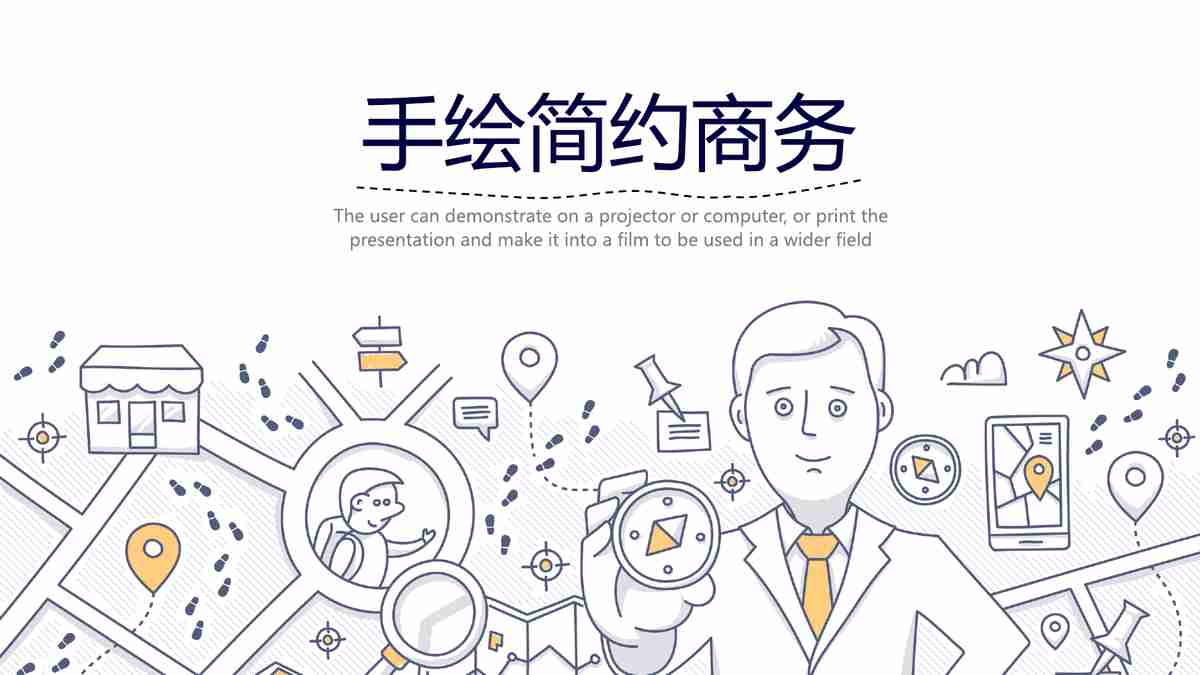 手绘简约商务
The user can demonstrate on a projector or computer, or print the
presentation and make it into a film to be used in a wider field